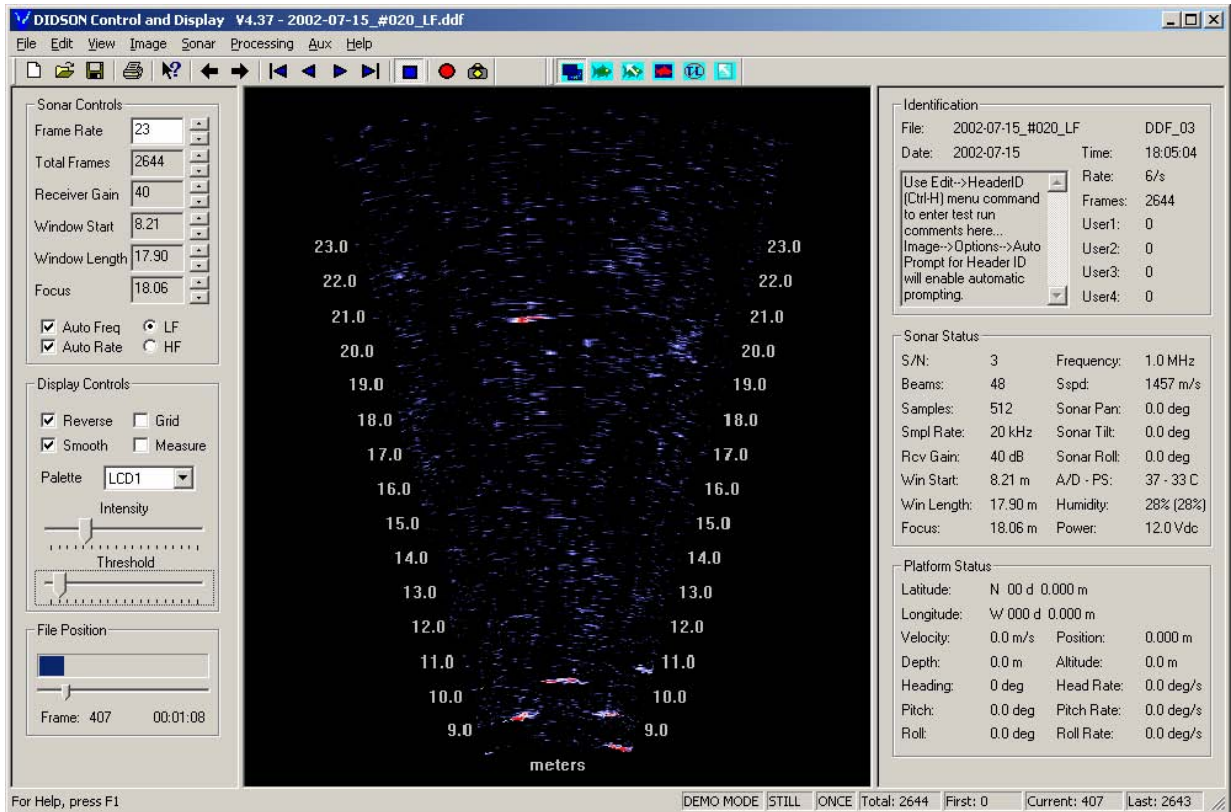 DIDSON Control and Display V4.37 - 2002-07-15_#020_LF.ddf
File Edit View Image Sonar Processing Aux Help
Sonar Controls
Frame Rate 23
Total Frames 2644
Receiver Gain 40
Window Start 8.21
Window Length 17.90
Focus 18.06
Auto Freq LF
Auto Rate HF
Display Controls
Reverse Grid
Smooth Measure
Palette LCD1
Intensity
Threshold
File Position
Frame: 407 00:01:08
23.0 23.0
22.0 22.0
21.0 21.0
20.0 20.0
19.0 19.0
18.0 18.0
17.0 17.0
16.0 16.0
15.0 15.0
14.0 14.0
13.0 13.0
12.0 12.0
11.0 11.0
10.0 10.0
9.0 9.0
meters
Identification
File: 2002-07-15_#020_LF DDF_03
Date: 2002-07-15 Time: 18:05:04
Use Edit-->HeaderID
(Ctrl-H) menu command
to enter test run
comments here...
Image-->Options-->Auto
Prompt for Header ID
will enable automatic
prompting.
Rate: 6/s
Frames: 2644
User1: 0
User2: 0
User3: 0
User4: 0
Sonar Status
S/N: 3 Frequency: 1.0 MHz
Beams: 48 Sspd: 1457 m/s
Samples: 512 Sonar Pan: 0.0 deg
Smpl Rate: 20 kHz Sonar Tilt: 0.0 deg
Rcv Gain: 40 dB Sonar Roll: 0.0 deg
Win Start: 8.21 m A/D - PS: 37 - 33 C
Win Length: 17.90 m Humidity: 28% (28%)
Focus: 18.06 m Power: 12.0 Vdc
Platform Status
Latitude: N 00 d 0.000 m
Longitude: W 000 d 0.000 m
Velocity: 0.0 m/s Position: 0.000 m
Depth: 0.0 m Altitude: 0.0 m
Heading: 0 deg Head Rate: 0.0 deg/s
Pitch: 0.0 deg Pitch Rate: 0.0 deg/s
Roll: 0.0 deg Roll Rate: 0.0 deg/s
For Help, press F1 DEMO MODE STILL ONCE Total: 2644 First: 0 Current: 407 Last: 2643